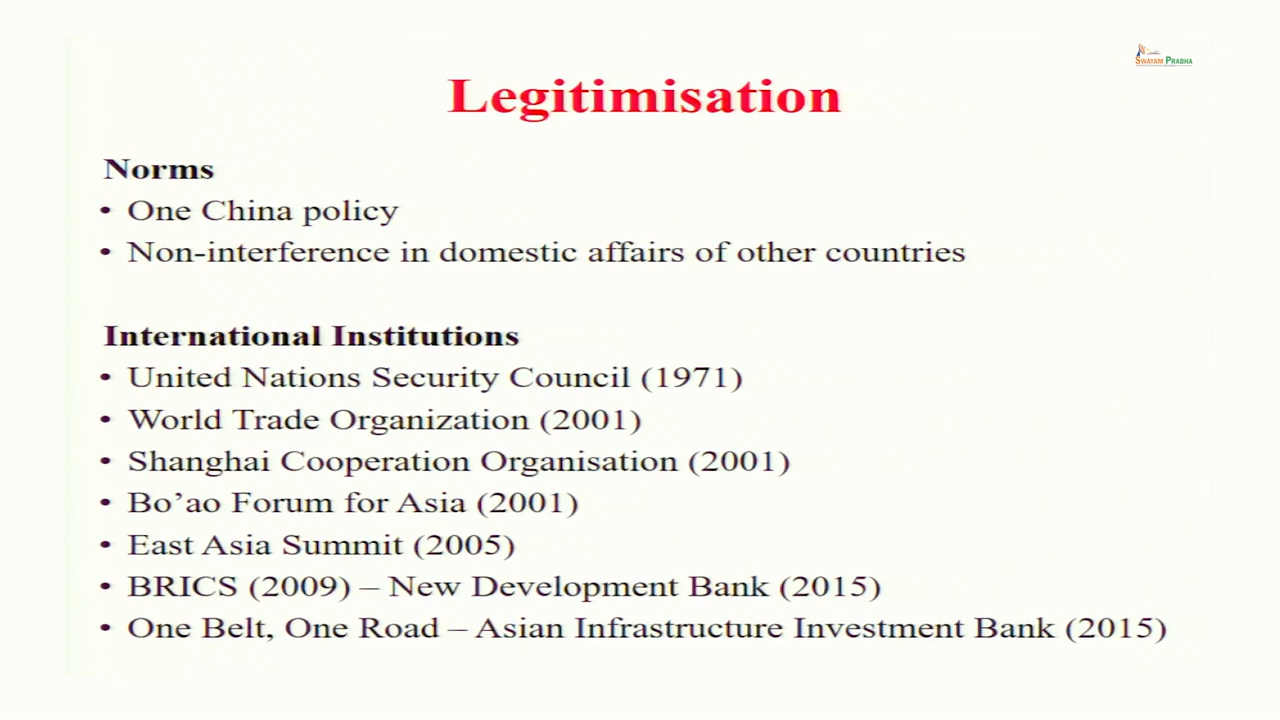 SWAYAM PRABHA
Legitimisation
Norms
• One China policy
• Non-interference in domestic affairs of other countries
International Institutions
• United Nations Security Council (1971)
• World Trade Organization (2001)
• Shanghai Cooperation Organisation (2001)
• Bo’ao Forum for Asia (2001)
• East Asia Summit (2005)
• BRICS (2009) – New Development Bank (2015)
• One Belt, One Road – Asian Infrastructure Investment Bank (2015)